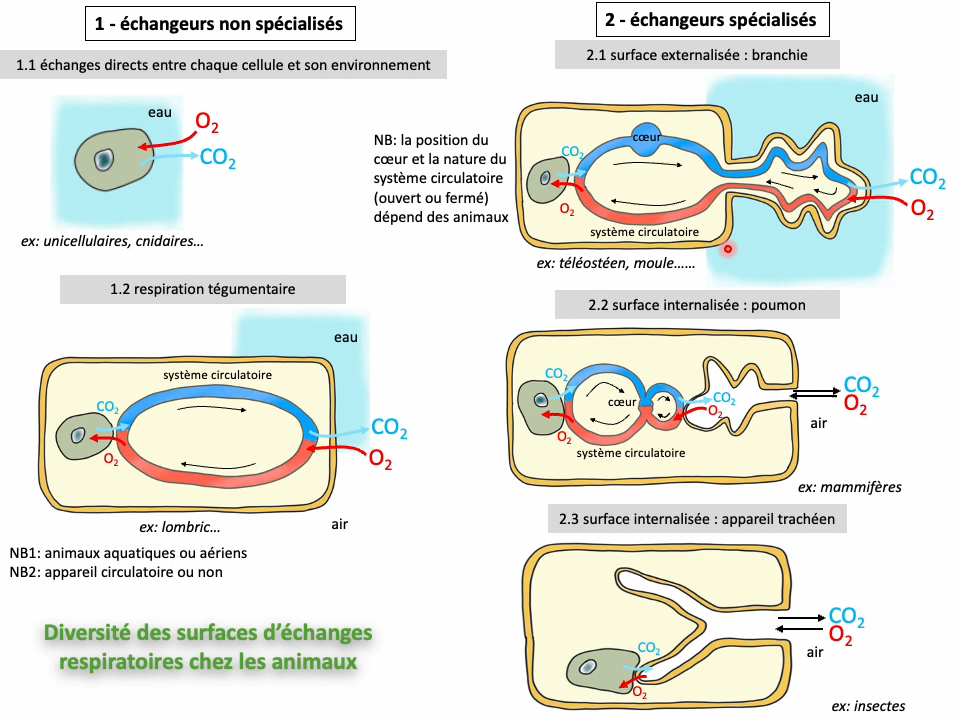 1 - échangeurs non spécialisés
1.1 échanges directs entre chaque cellule et son environnement
eau
O2
CO2
ex: unicellulaires, cnidaires…
1.2 respiration tégumentaire
eau
système circulatoire
CO2
O2
CO2
O2
ex: lombric…
air
NB1: animaux aquatiques ou aériens
NB2: appareil circulatoire ou non
Diversité des surfaces d’échanges
respiratoires chez les animaux
2 - échangeurs spécialisés
2.1 surface externalisée : branchie
eau
NB: la position du
cœur et la nature du
système circulatoire
(ouvert ou fermé)
dépend des animaux
cœur
CO2
O2
CO2
O2
système circulatoire
ex: téléostéen, moule……
2.2 surface internalisée : poumon
CO2
cœur
CO2
O2
O2
système circulatoire
CO2
O2
air
ex: mammifères
2.3 surface internalisée : appareil trachéen
CO2
O2
CO2
O2
air
ex: insectes